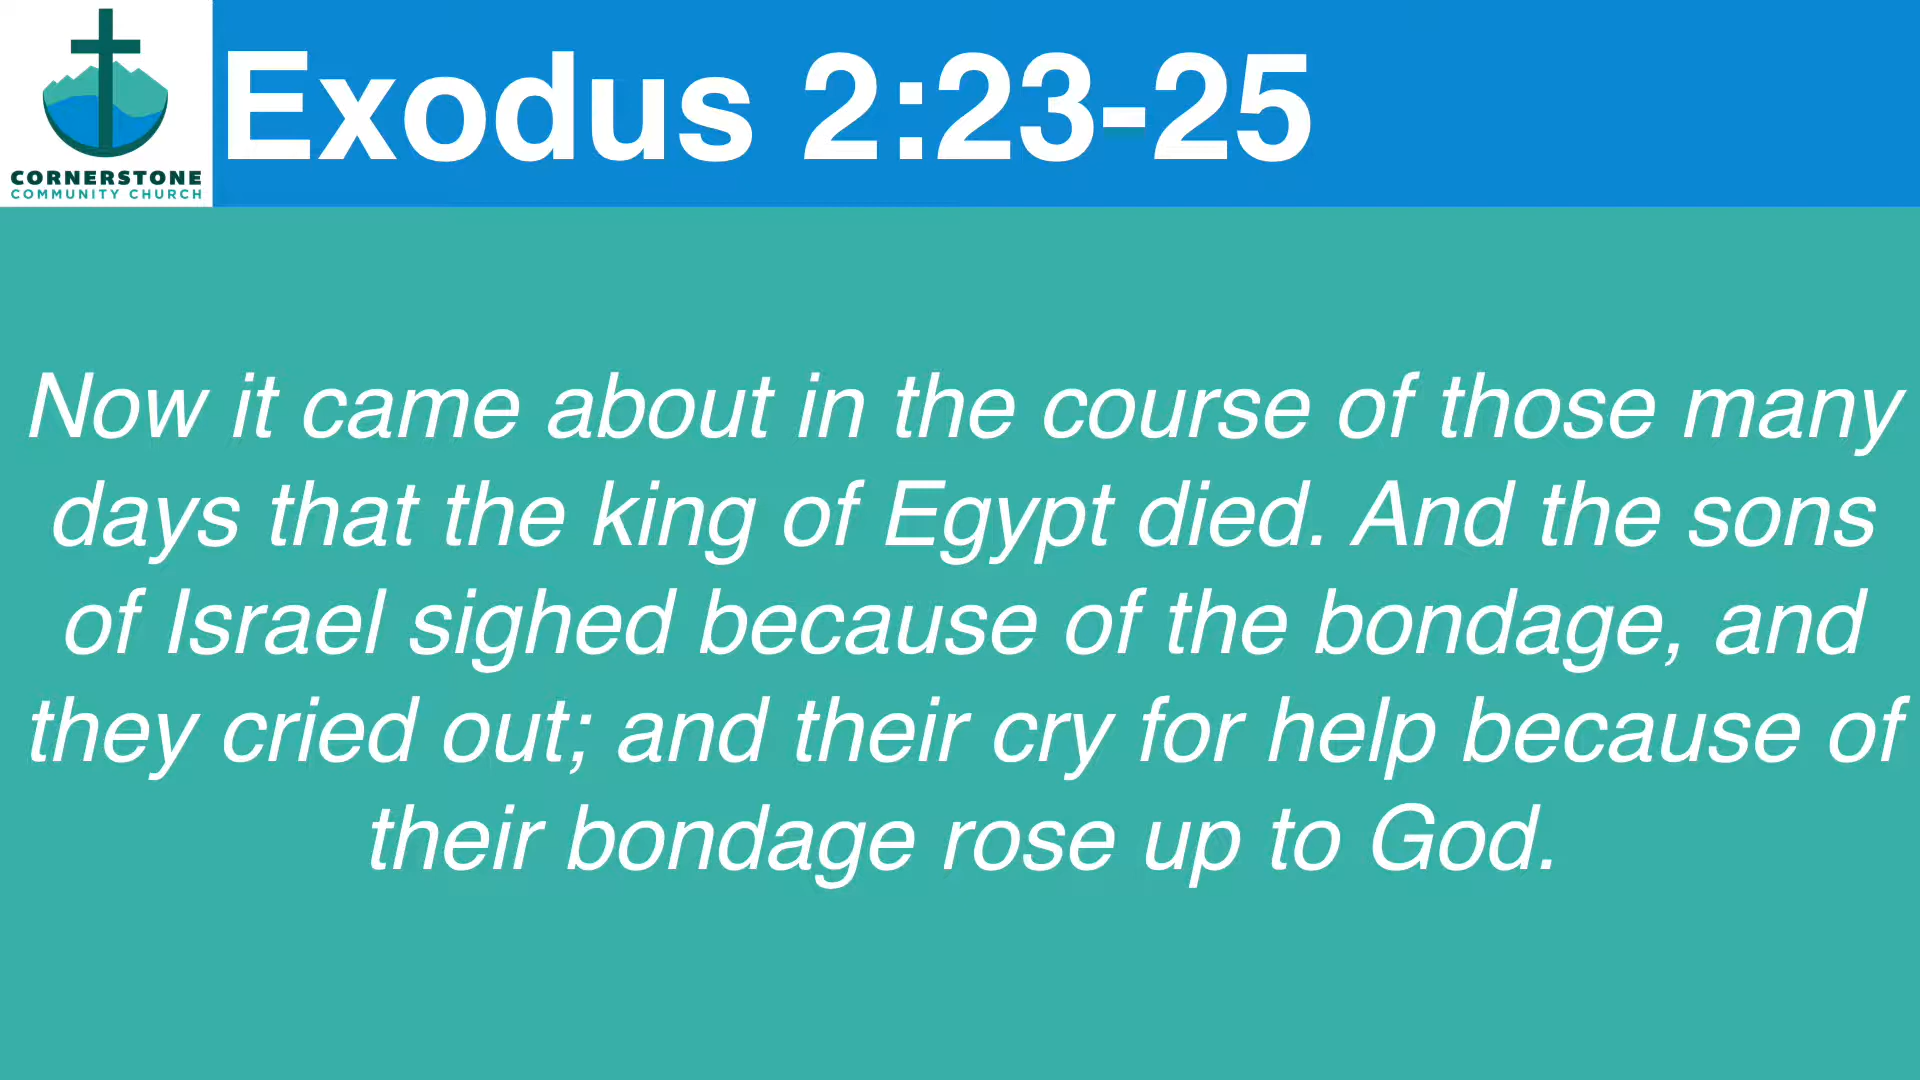 CORNERSTONE
COMMUNITY CHURCH
Exodus 2:23-25
Now it came about in the course of those many
days that the king of Egypt died. And the sons
of Israel sighed because of the bondage, and
they cried out; and their cry for help because of
their bondage rose up to God.